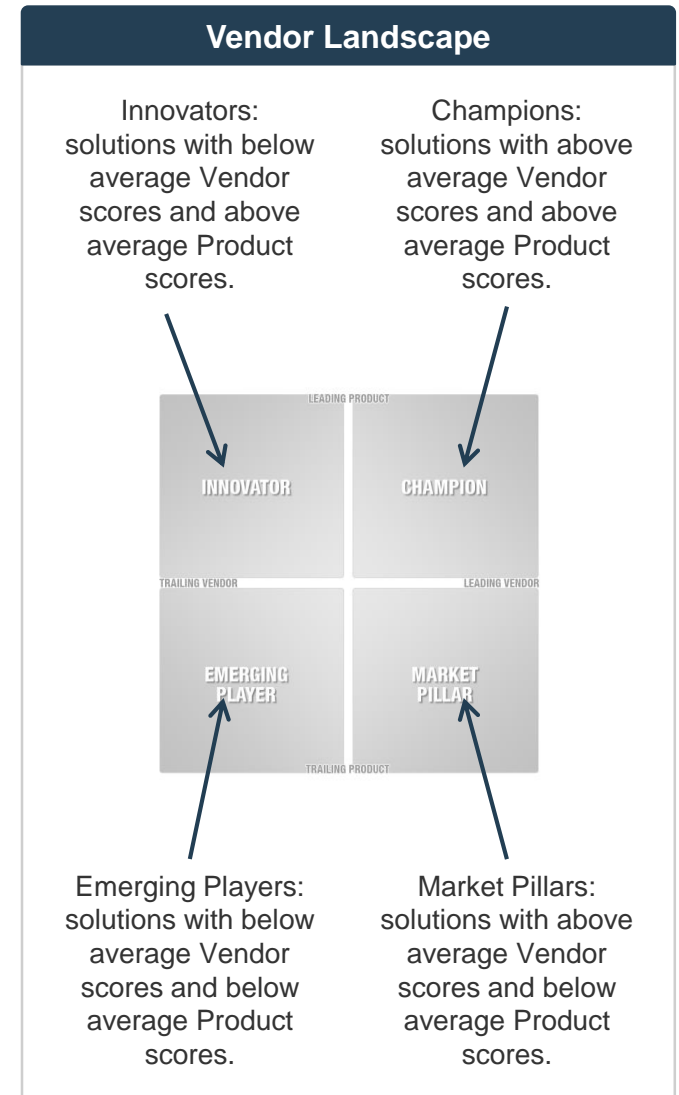 Vendor Landscape
Innovators:
solutions with below
average Vendor
scores and above
average Product
scores.
Champions:
solutions with above
average Vendor
scores and above
average Product
scores.
LEADING PRODUCT
INNOVATOR
CHAMPION
TRAILING VENDOR
LEADING VENDOR
EMERGING
PLAYER
MARKET
PILLAR
TRAILING PRODUCT
Emerging Players:
solutions with below
average Vendor
scores and below
average Product
scores.
Market Pillars:
solutions with above
average Vendor
scores and below
average Product
scores.